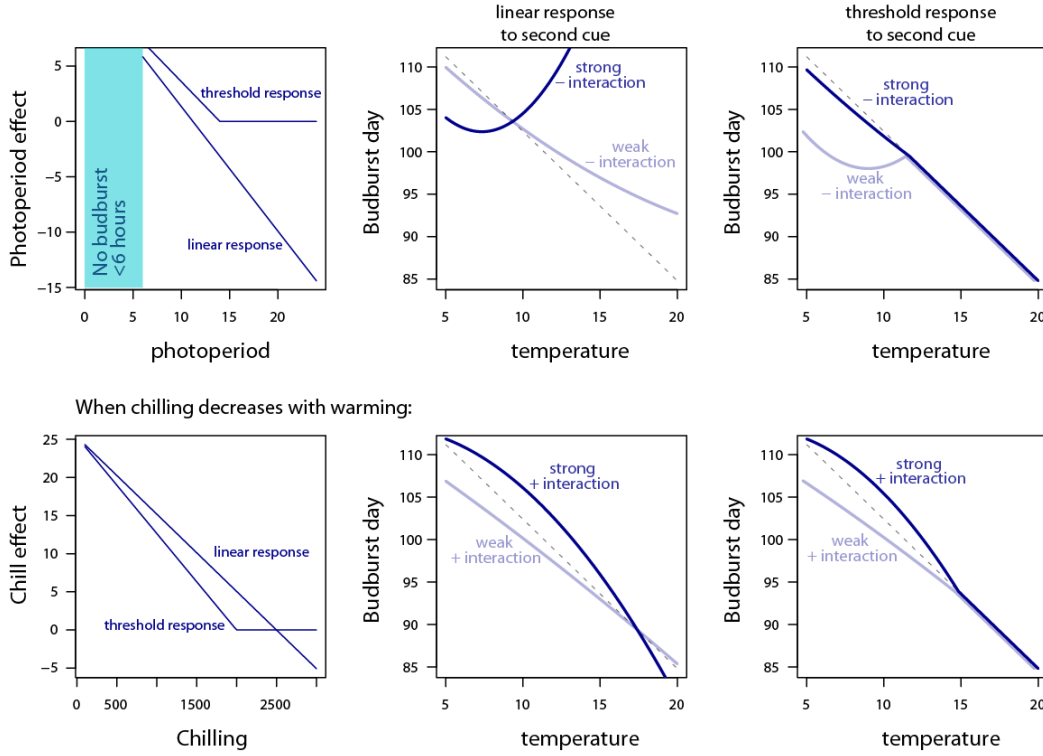 linear response
to second cue
threshold response
to second cue
Photoperiod effect
5
0
−5
−10
−15
No budburst
<6 hours
threshold response
linear response
0
5
10
15
20
photoperiod
Budburst day
110
105
100
95
90
85
strong
− interaction
weak
− interaction
5
10
15
20
temperature
Budburst day
110
105
100
95
90
85
strong
− interaction
weak
− interaction
5
10
15
20
temperature
When chilling decreases with warming:
Chill effect
25
20
15
10
5
0
−5
linear response
threshold response
0
500
1500
2500
Chilling
Budburst day
110
105
100
95
90
85
strong
+ interaction
weak
+ interaction
5
10
15
20
temperature
Budburst day
110
105
100
95
90
85
strong
+ interaction
weak
+ interaction
5
10
15
20
temperature